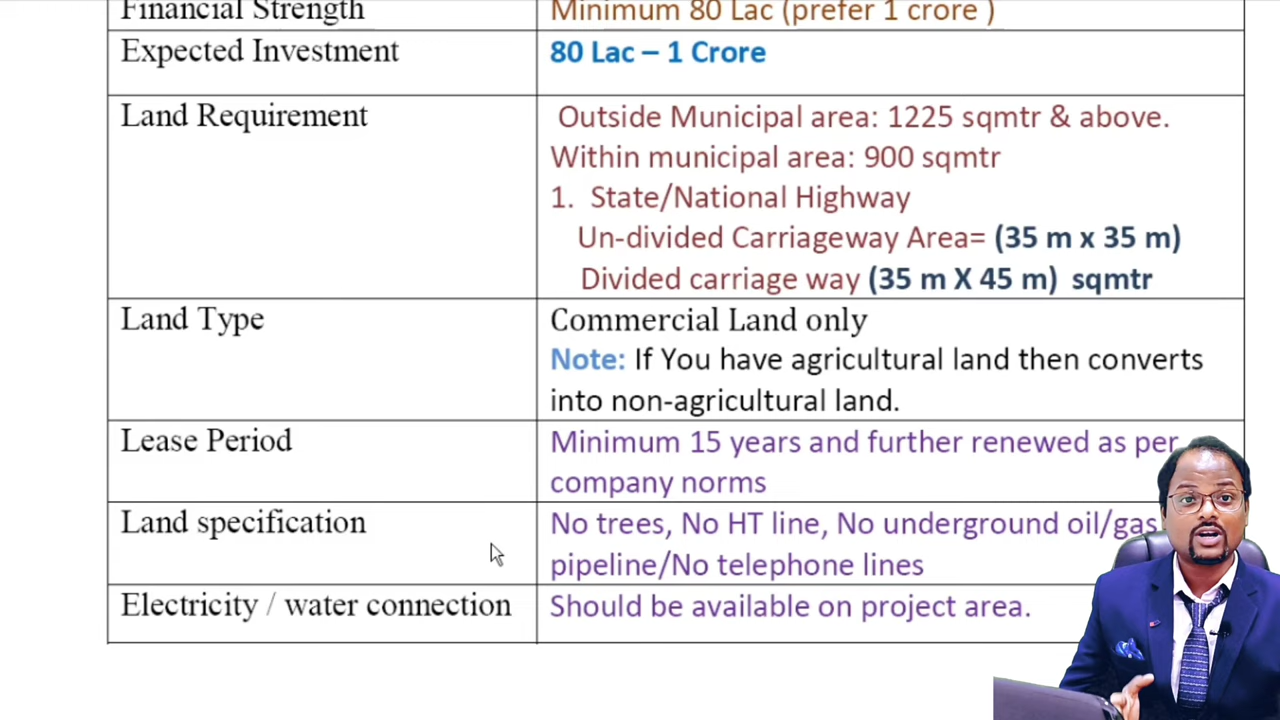 Financial Strength
Minimum 80 Lac (prefer 1 crore )
Expected Investment
80 Lac – 1 Crore
Land Requirement
Outside Municipal area: 1225 sqmtr & above.
Within municipal area: 900 sqmtr
1. State/National Highway
Un-divided Carriageway Area= (35 m x 35 m)
Divided carriage way (35 m X 45 m) sqmtr
Land Type
Commercial Land only
Note: If You have agricultural land then converts
into non-agricultural land.
Lease Period
Minimum 15 years and further renewed as per
company norms
Land specification
No trees, No HT line, No underground oil/gas
pipeline/No telephone lines
Electricity / water connection
Should be available on project area.